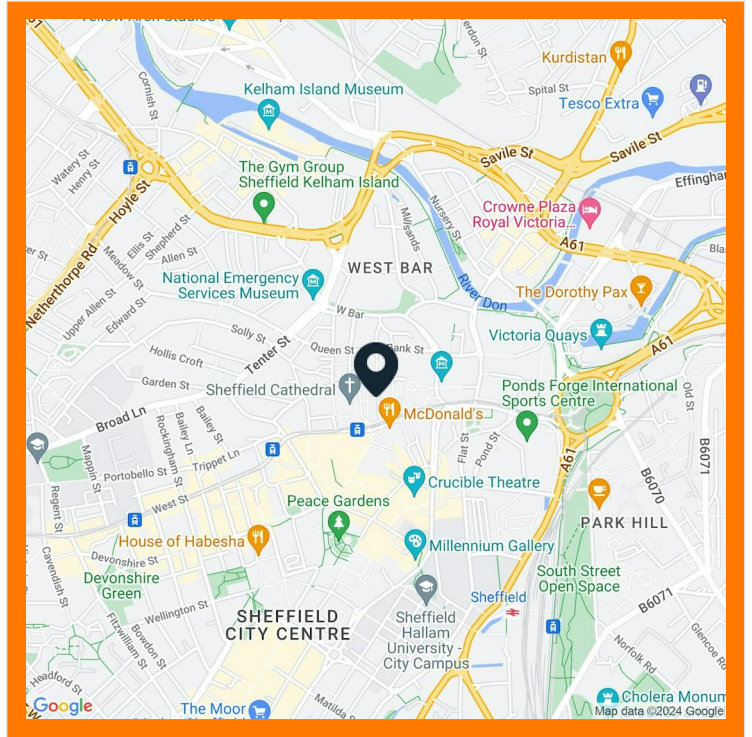 A61
Kurdistan
Spital St
Cornish St
Kelham Island Museum
Tesco Extra
Savile St
Savile St
Watery St
Henry St
The Gym Group
Sheffield Kelham Island
Hoyle St
Effingham
Nursery St
Millsands
Crowne Plaza
Royal Victoria...
Shepherd St
Ellis St
Allen St
Meadow St
A61
WEST BAR
Netherthorpe Rd
National Emergency
Services Museum
River Don
The Dorothy Pax
Upper Allen St
Edward St
W Bar
Solly St
Tenter St
Victoria Quays
Queen St
Bank St
A61
Hollis Croft
Garden St
Sheffield Cathedral
Ponds Forge International
Sports Centre
Old St
Broad Ln
McDonald's
Bailey Ln
Bailey St
Rockingham St
Trippet Ln
Flat St
Pond St
Mappin St
Portobello St
A61
B6070
B6071
Crucible Theatre
Regent St
West St
Peace Gardens
PARK HILL
House of Habesha
Millennium Gallery
Devonshire St
Devonshire
Green
South Street
Open Space
Cavendish St
Wellington St
Sheffield
B6071
SHEFFIELD
CITY CENTRE
Sheffield
Hallam
University -
City Campus
Fitzwilliam St
Bowdon St
Norfolk Rd
Glencoe Rd
Headford St
Cholera Monum
Google
The Moor
Matilda S
Map data ©2024 Google